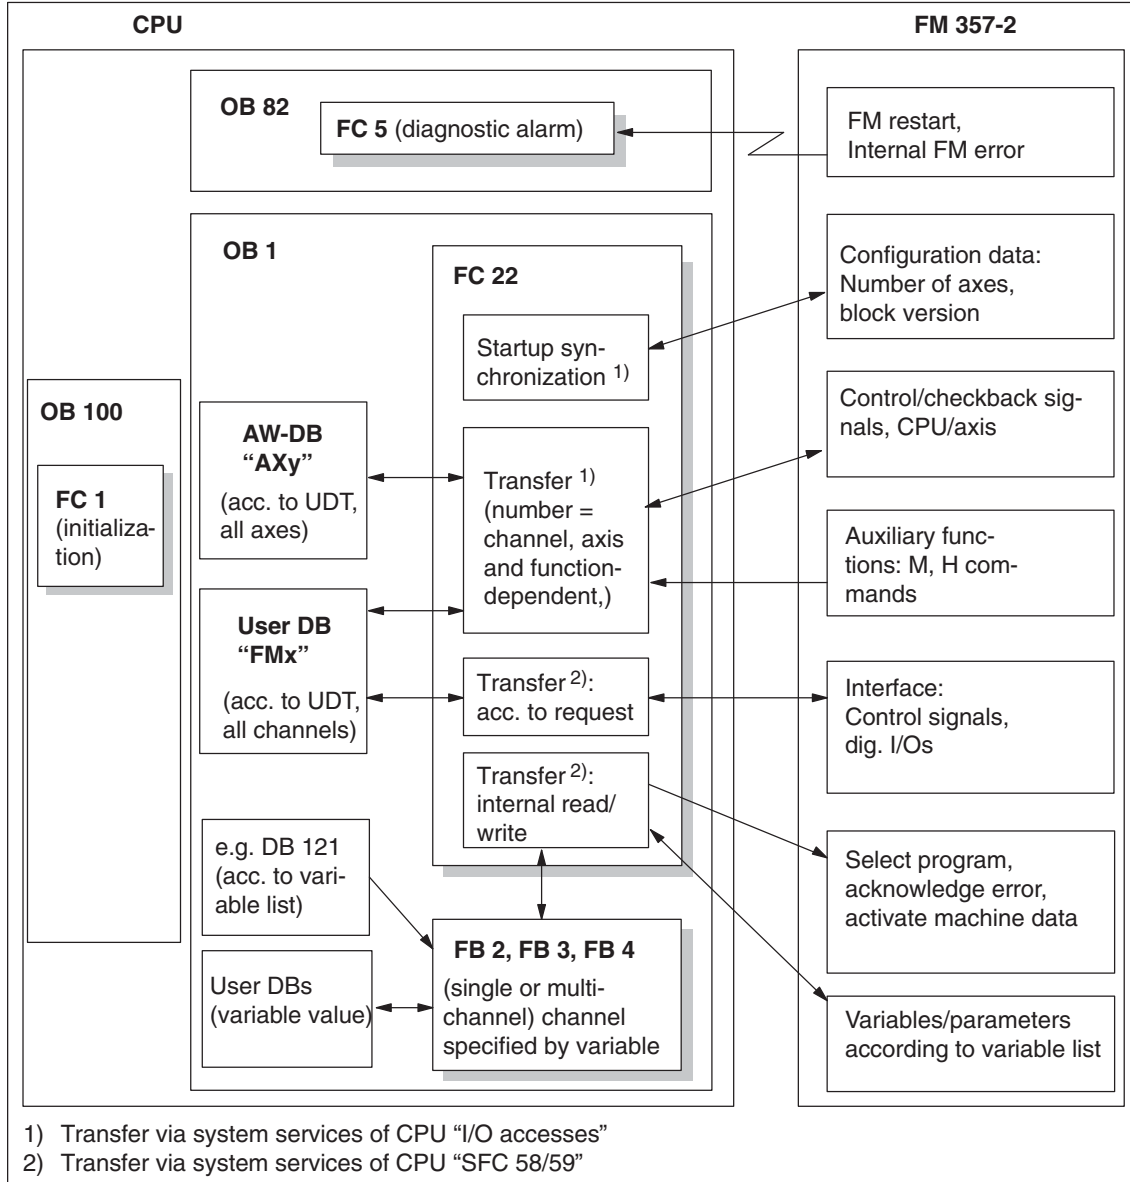 CPU
FM 357-2
OB 82
FC 5 (diagnostic alarm)
FM restart,
Internal FM error
OB 1
FC 22
Configuration data:
Number of axes,
block version
Startup syn-
chronization 1)
OB 100
FC 1
(initializa-
tion)
AW-DB
“AXy”
(acc. to UDT,
all axes)
Transfer 1)
(number =
channel, axis
and function-
dependent,)
Control/checkback sig-
nals, CPU/axis
Auxiliary func-
tions: M, H com-
mands
User DB
“FMx”
(acc. to UDT,
all channels)
Transfer 2):
acc. to request
Interface:
Control signals,
dig. I/Os
Transfer 2):
internal read/
write
e.g. DB 121
(acc. to vari-
able list)
Select program,
acknowledge error,
activate machine data
User DBs
(variable value)
FB 2, FB 3, FB 4
(single or multi-
channel) channel
specified by variable
Variables/parameters
according to variable list
1) Transfer via system services of CPU “I/O accesses”
2) Transfer via system services of CPU “SFC 58/59”